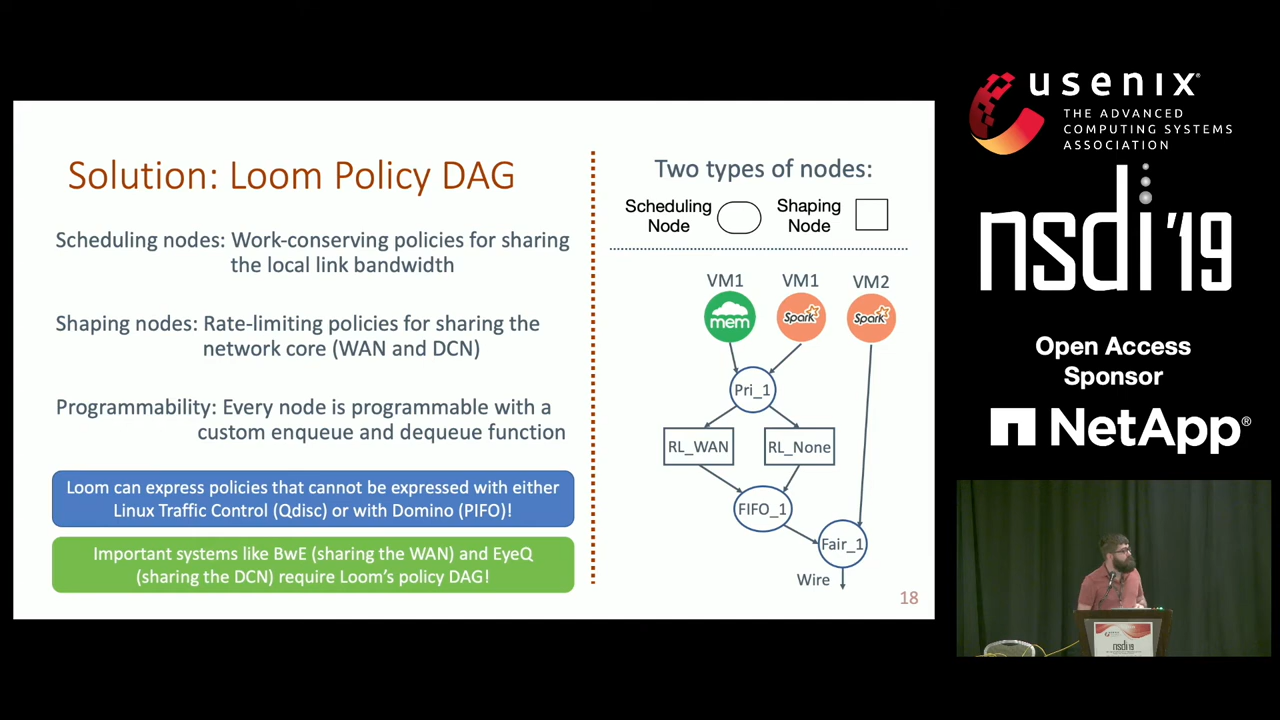 Solution: Loom Policy DAG
Scheduling nodes: Work-conserving policies for sharing
the local link bandwidth
Shaping nodes: Rate-limiting policies for sharing the
network core (WAN and DCN)
Programmability: Every node is programmable with a
custom enqueue and dequeue function
Loom can express policies that cannot be expressed with either
Linux Traffic Control (Qdisc) or with Domino (PIFO)!
Important systems like BwE (sharing the WAN) and EyeQ
(sharing the DCN) require Loom's policy DAG!
Two types of nodes:
Scheduling
Node
Shaping
Node
VM1
VM1
VM2
mem
Spark
Spark
Pri_1
RL_WAN
RL_None
FIFO_1
Fair_1
Wire
18
usenix
THE ADVANCED
COMPUTING SYSTEMS
ASSOCIATION
nsdi '19
Open Access
Sponsor
NetApp®
usenix
nsdi '19